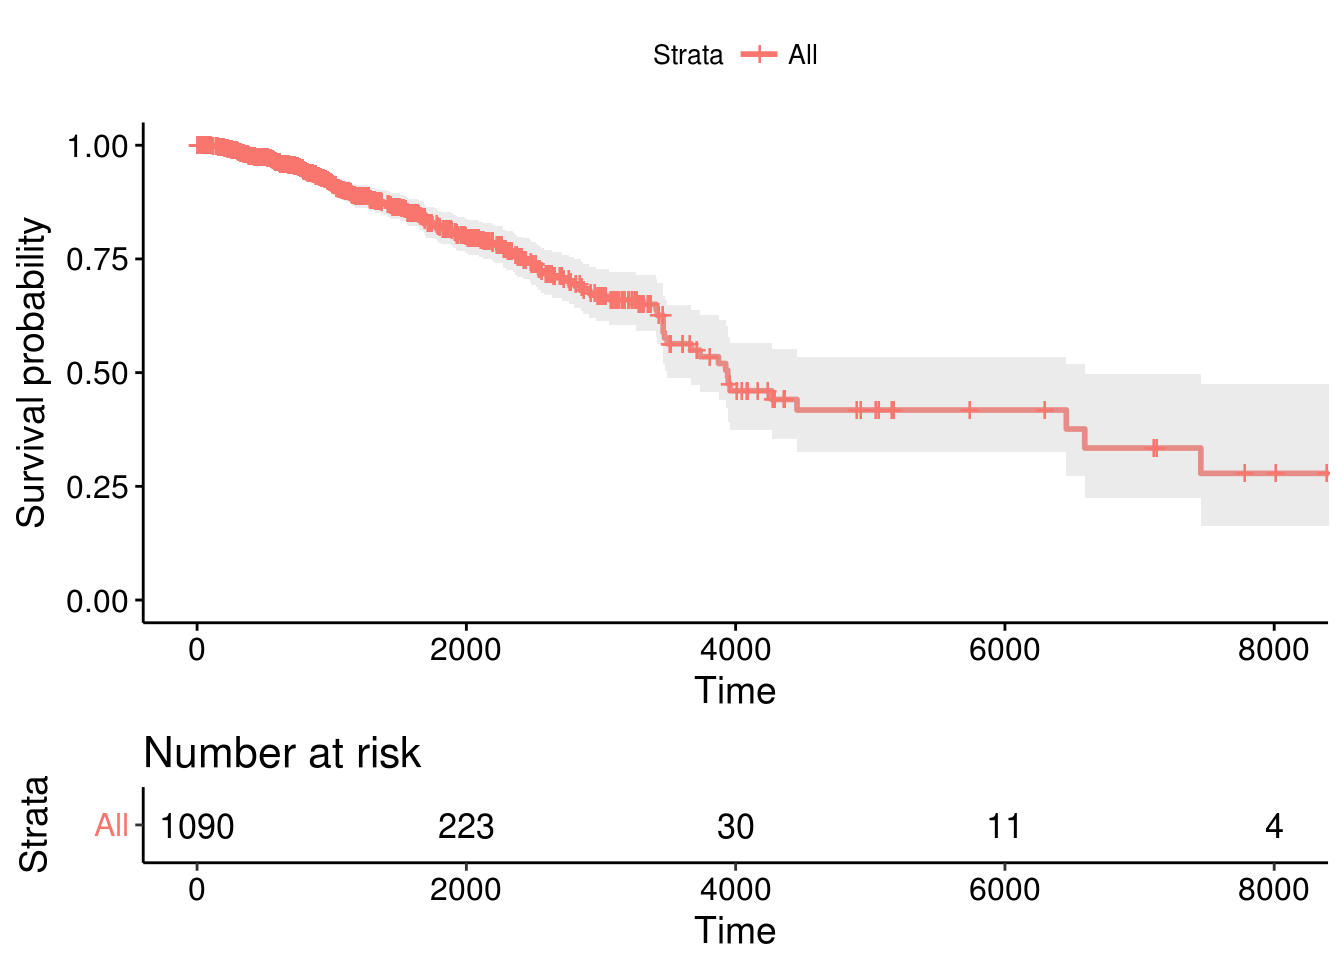 Strata All
Survival probability
1.00
0.75
0.50
0.25
0.00
0 2000 4000 6000 8000
Time
Number at risk
Strata
All 1090 223 30 11 4
0 2000 4000 6000 8000
Time